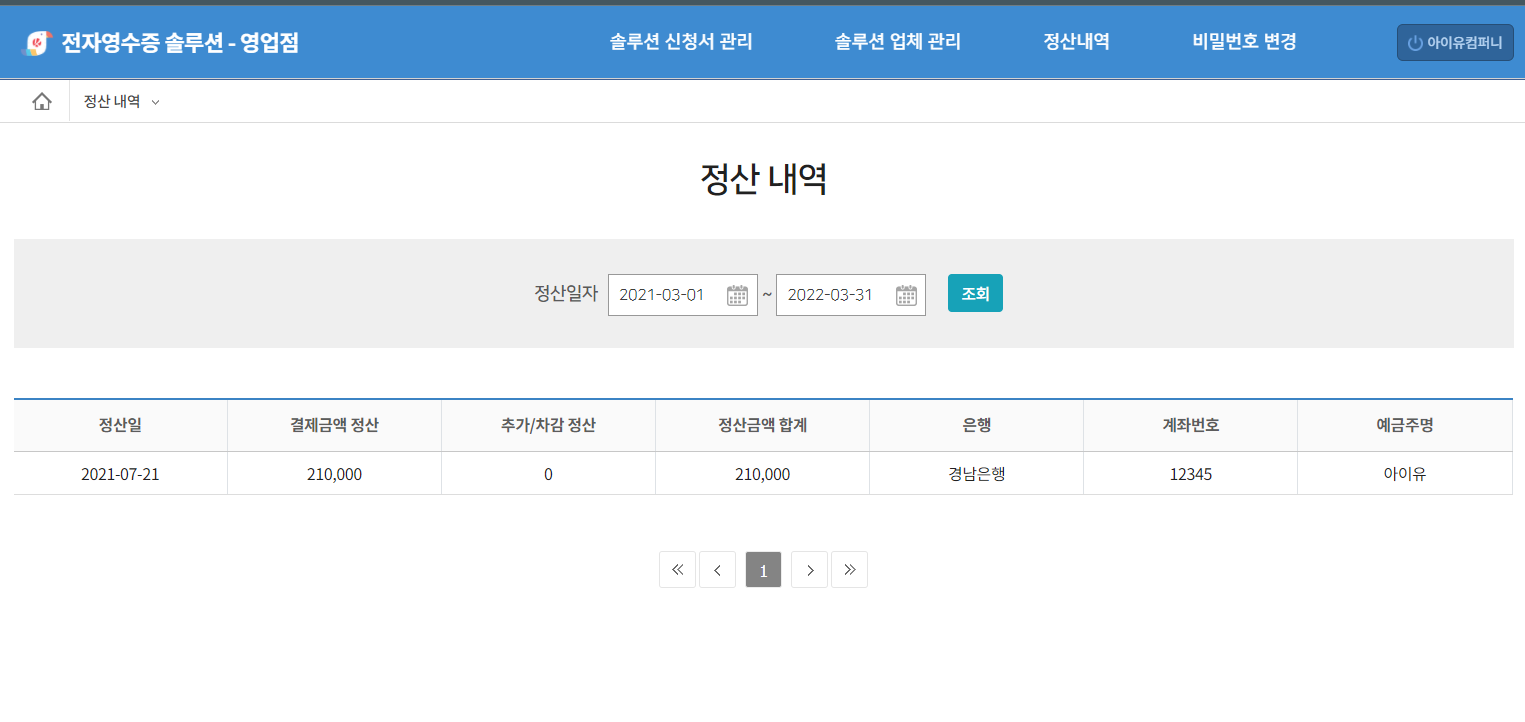 전자영수증 솔루션 - 영업점 솔루션 신청서 관리 솔루션 업체 관리 정산내역 비밀번호 변경 아이유컴퍼니
정산 내역
정산 내역
정산일자 2021-03-01 ~ 2022-03-31 조회
정산일 결제금액 정산 추가/차감 정산 정산금액 합계 은행 계좌번호 예금주명
2021-07-21 210,000 0 210,000 경남은행 12345 아이유
« ‹ 1 › »